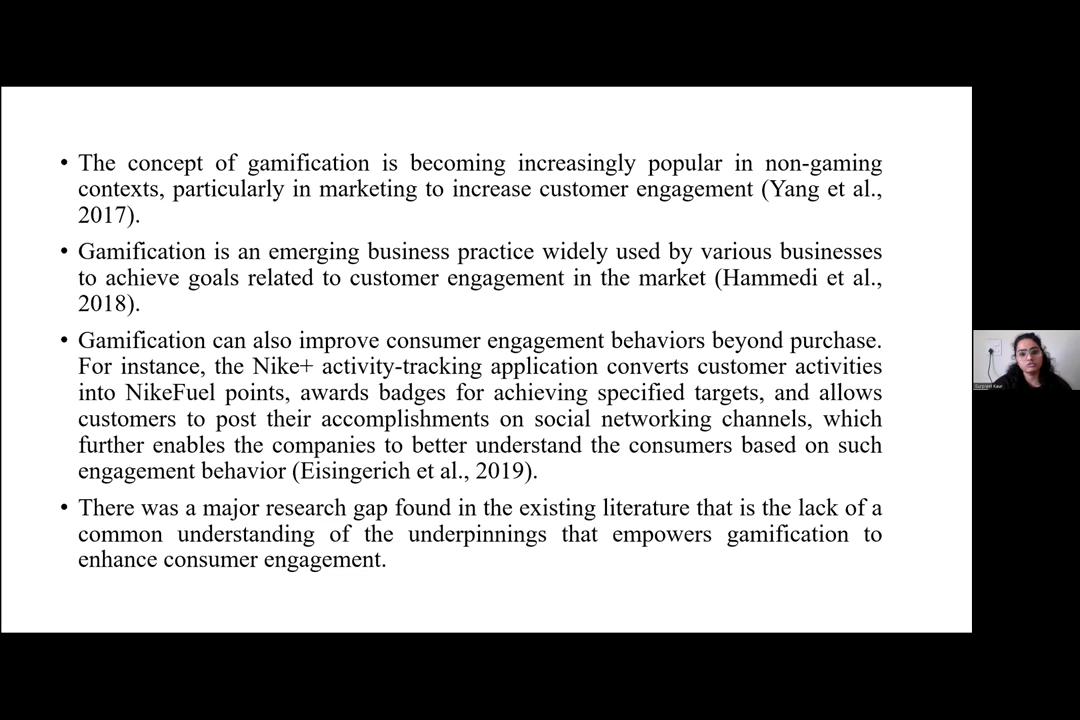 • The concept of gamification is becoming increasingly popular in non-gaming
contexts, particularly in marketing to increase customer engagement (Yang et al.,
2017).
• Gamification is an emerging business practice widely used by various businesses
to achieve goals related to customer engagement in the market (Hammedi et al.,
2018).
• Gamification can also improve consumer engagement behaviors beyond purchase.
For instance, the Nike+ activity-tracking application converts customer activities
into NikeFuel points, awards badges for achieving specified targets, and allows
customers to post their accomplishments on social networking channels, which
further enables the companies to better understand the consumers based on such
engagement behavior (Eisingerich et al., 2019).
• There was a major research gap found in the existing literature that is the lack of a
common understanding of the underpinnings that empowers gamification to
enhance consumer engagement.
Gurpreet Kaur